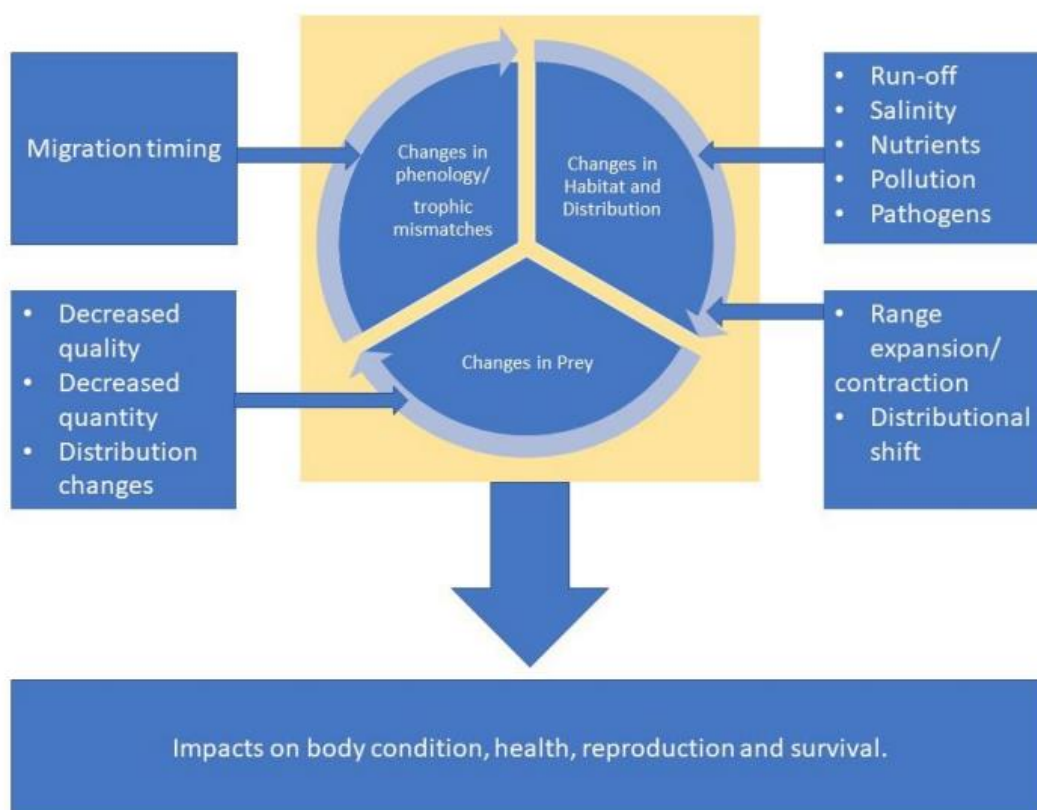 Migration timing
Changes in
phenology/
trophic
mismatches
Changes in
Habitat and
Distribution
• Run-off
• Salinity
• Nutrients
• Pollution
• Pathogens
• Decreased
quality
• Decreased
quantity
• Distribution
changes
Changes in Prey
• Range
expansion/
contraction
• Distributional
shift
Impacts on body condition, health, reproduction and survival.